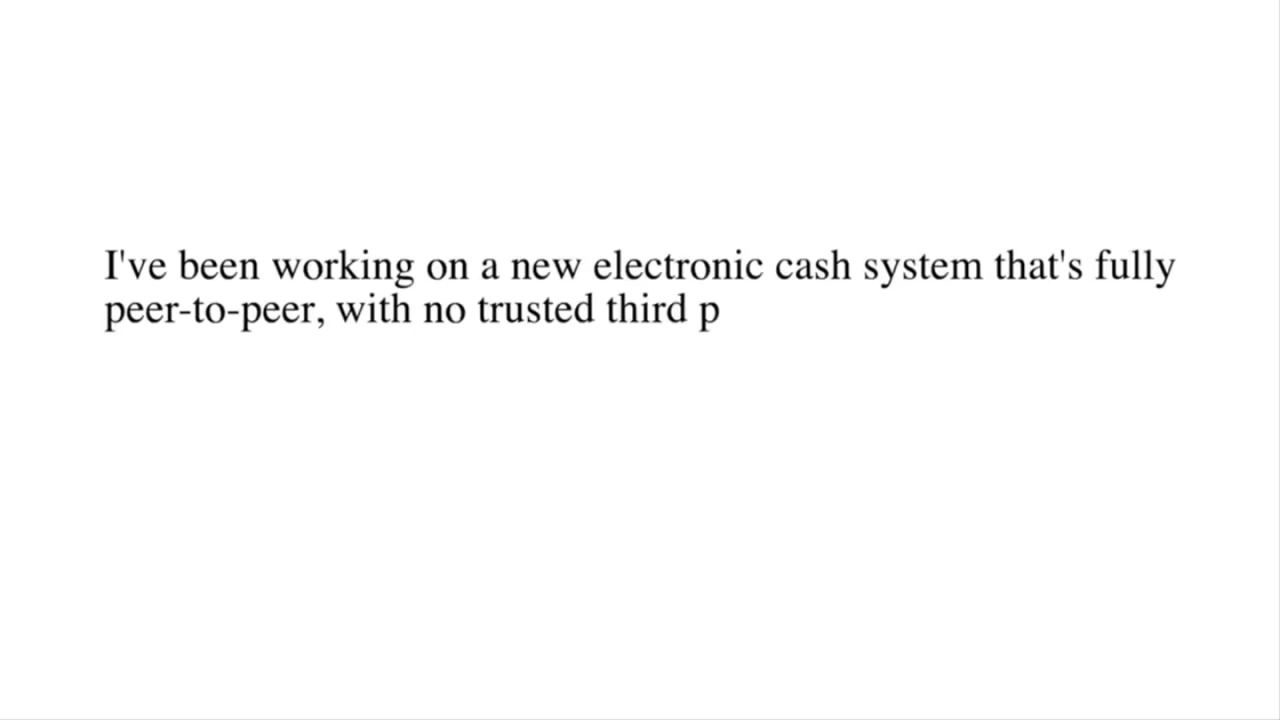 I've been working on a new electronic cash system that's fully
peer-to-peer, with no trusted third p